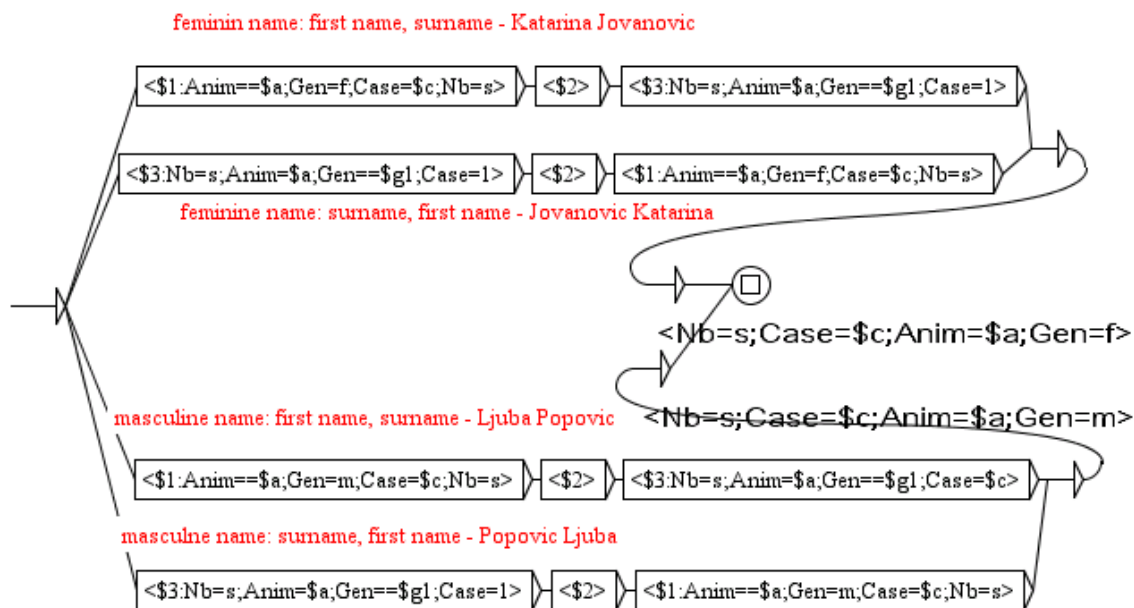 feminin name: first name, surname - Katarina Jovanovic
<$1:Anim==$a;Gen=f;Case=$c;Nb=s> <$2> <$3:Nb=s;Anim=$a;Gen==$g1;Case=1>
<$3:Nb=s;Anim=$a;Gen==$g1;Case=1> <$2> <$1:Anim==$a;Gen=f;Case=$c;Nb=s>
feminine name: surname, first name - Jovanovic Katarina
<Nb=s;Case=$c;Anim=$a;Gen=f>
masculine name: first name, surname - Ljuba Popovic
<Nb=s;Case=$c;Anim=$a;Gen=m>
<$1:Anim==$a;Gen=m;Case=$c;Nb=s> <$2> <$3:Nb=s;Anim=$a;Gen==$g1;Case=$c>
masculne name: surname, first name - Popovic Ljuba
<$3:Nb=s;Anim=$a;Gen==$g1;Case=1> <$2> <$1:Anim==$a;Gen=m;Case=$c;Nb=s>